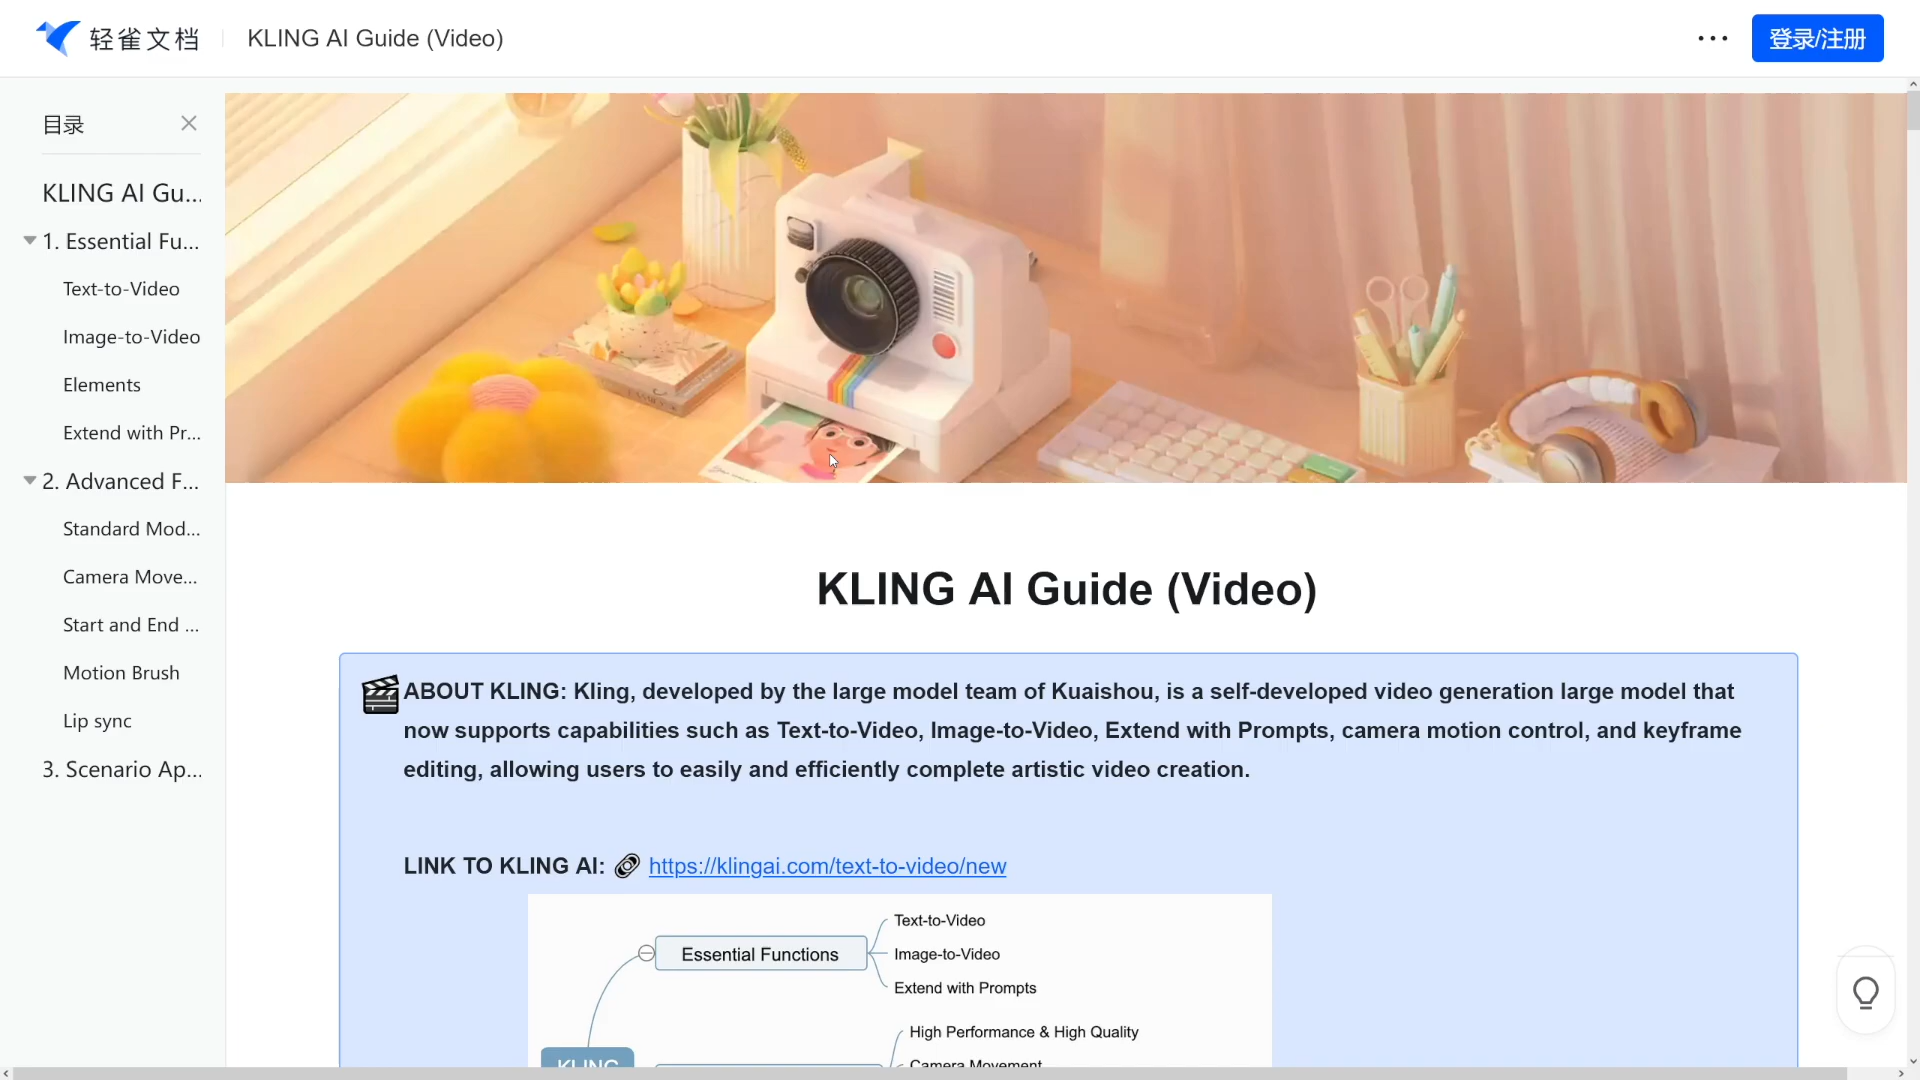 轻雀文档
KLING AI Guide (Video)
登录/注册
目录
KLING AI Gu...
1. Essential Fu...
Text-to-Video
Image-to-Video
Elements
Extend with Pr...
2. Advanced F...
Standard Mod...
Camera Move...
Start and End ...
Motion Brush
Lip sync
3. Scenario Ap...
KLING AI Guide (Video)
ABOUT KLING: Kling, developed by the large model team of Kuaishou, is a self-developed video generation large model that
now supports capabilities such as Text-to-Video, Image-to-Video, Extend with Prompts, camera motion control, and keyframe
editing, allowing users to easily and efficiently complete artistic video creation.
LINK TO KLING AI: https://klingai.com/text-to-video/new
Text-to-Video
Essential Functions
Image-to-Video
Extend with Prompts
High Performance & High Quality
Camera Movement
KLING